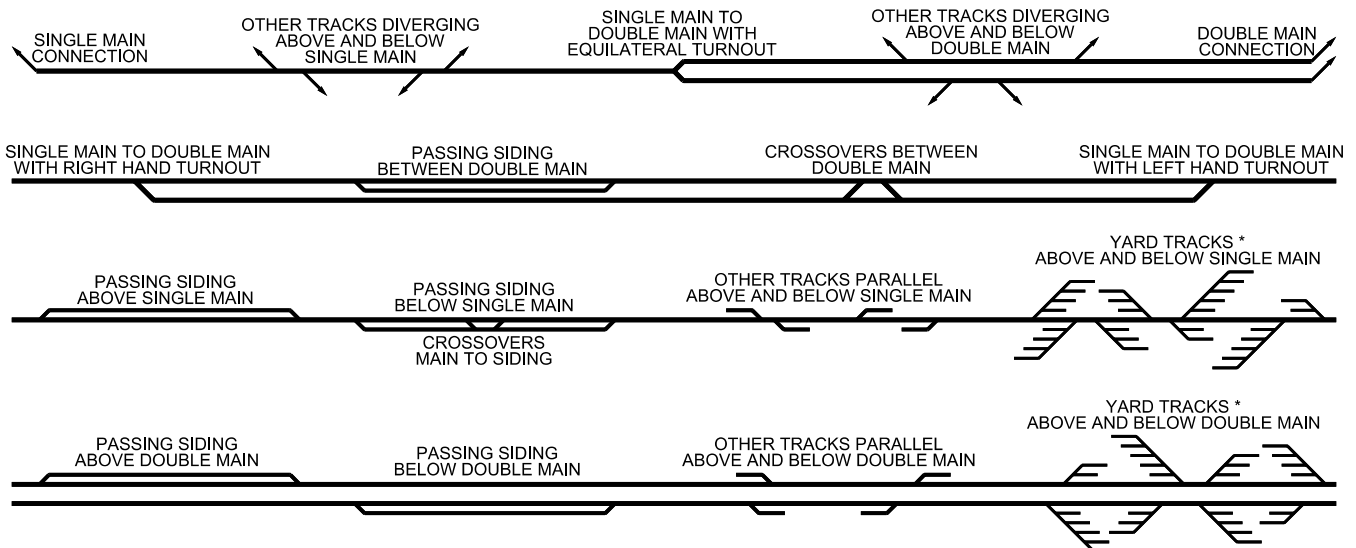 SINGLE MAIN
CONNECTION
OTHER TRACKS DIVERGING
ABOVE AND BELOW
SINGLE MAIN
SINGLE MAIN TO
DOUBLE MAIN WITH
EQUILATERAL TURNOUT
OTHER TRACKS DIVERGING
ABOVE AND BELOW
DOUBLE MAIN
DOUBLE MAIN
CONNECTION
SINGLE MAIN TO DOUBLE MAIN
WITH RIGHT HAND TURNOUT
PASSING SIDING
BETWEEN DOUBLE MAIN
CROSSOVERS BETWEEN
DOUBLE MAIN
SINGLE MAIN TO DOUBLE MAIN
WITH LEFT HAND TURNOUT
PASSING SIDING
ABOVE SINGLE MAIN
PASSING SIDING
BELOW SINGLE MAIN
CROSSOVERS
MAIN TO SIDING
OTHER TRACKS PARALLEL
ABOVE AND BELOW SINGLE MAIN
YARD TRACKS *
ABOVE AND BELOW SINGLE MAIN
PASSING SIDING
ABOVE DOUBLE MAIN
PASSING SIDING
BELOW DOUBLE MAIN
OTHER TRACKS PARALLEL
ABOVE AND BELOW DOUBLE MAIN
YARD TRACKS *
ABOVE AND BELOW DOUBLE MAIN